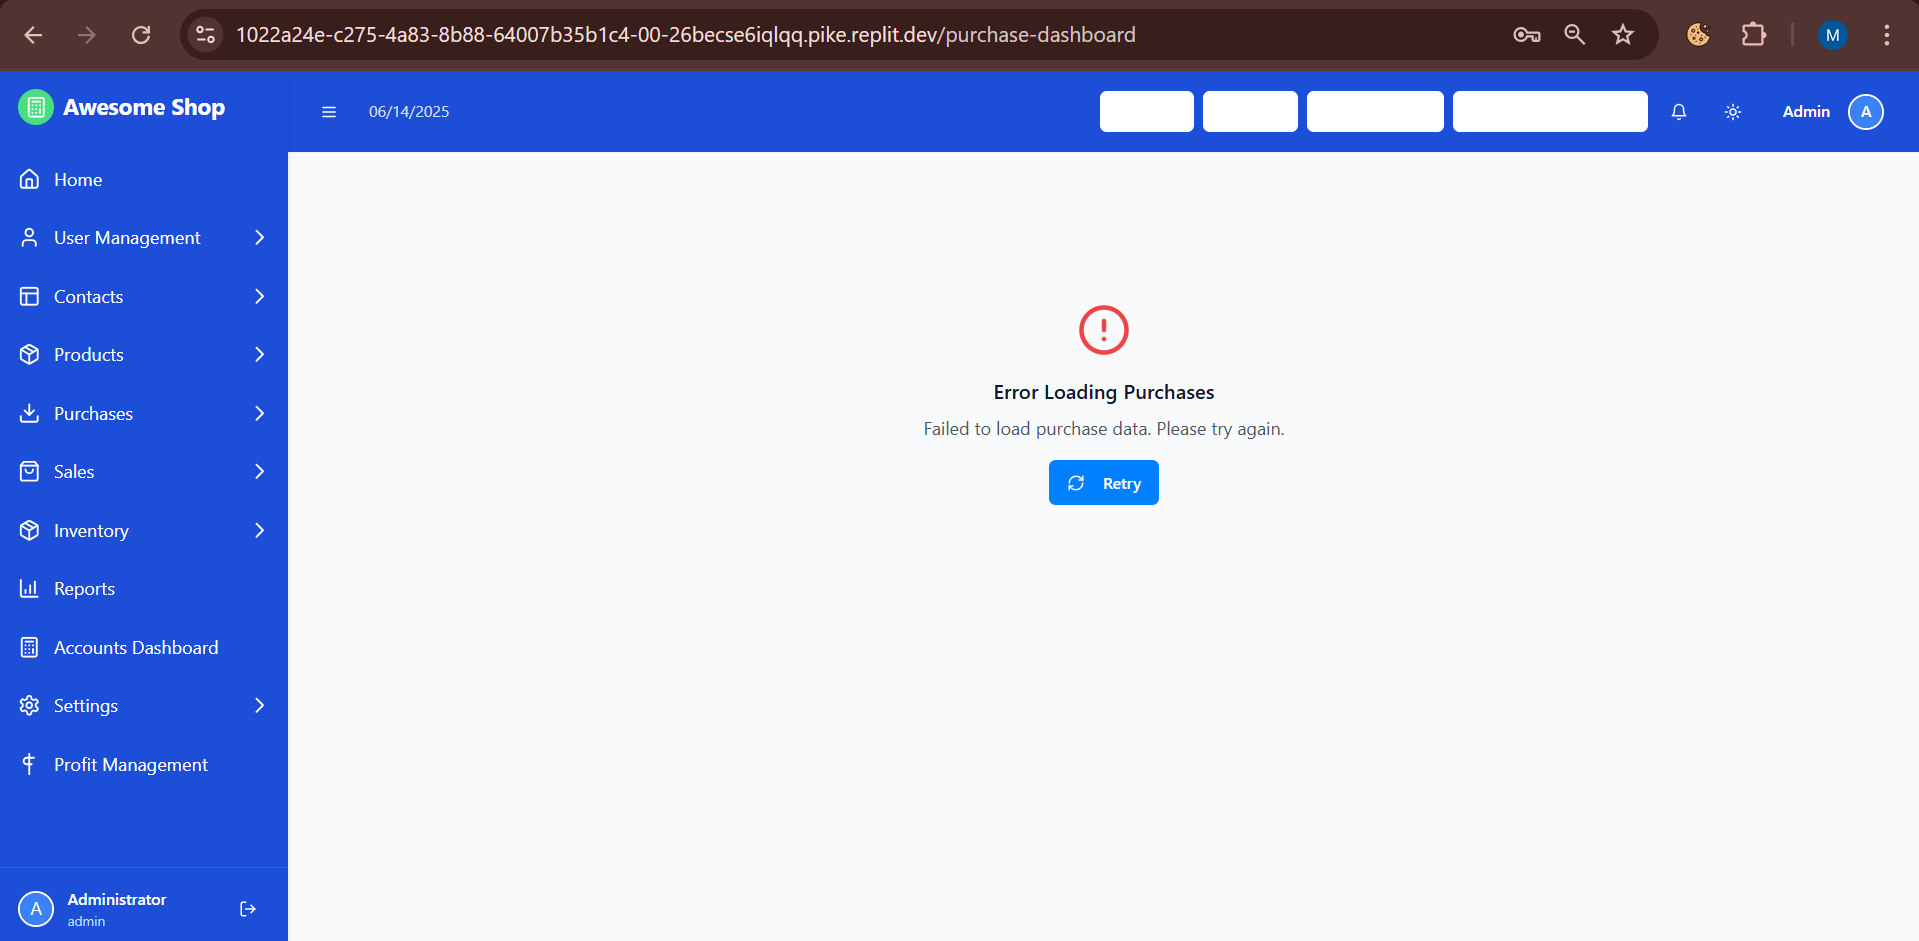 1022a24e-c275-4a83-8b88-64007b35b1c4-00-26becse6iqlqq.pike.replit.dev/purchase-dashboard
M
Awesome Shop
06/14/2025
Admin
A
Home
User Management
Contacts
Products
Purchases
Sales
Inventory
Reports
Accounts Dashboard
Settings
Profit Management
Error Loading Purchases
Failed to load purchase data. Please try again.
Retry
A
Administrator
admin